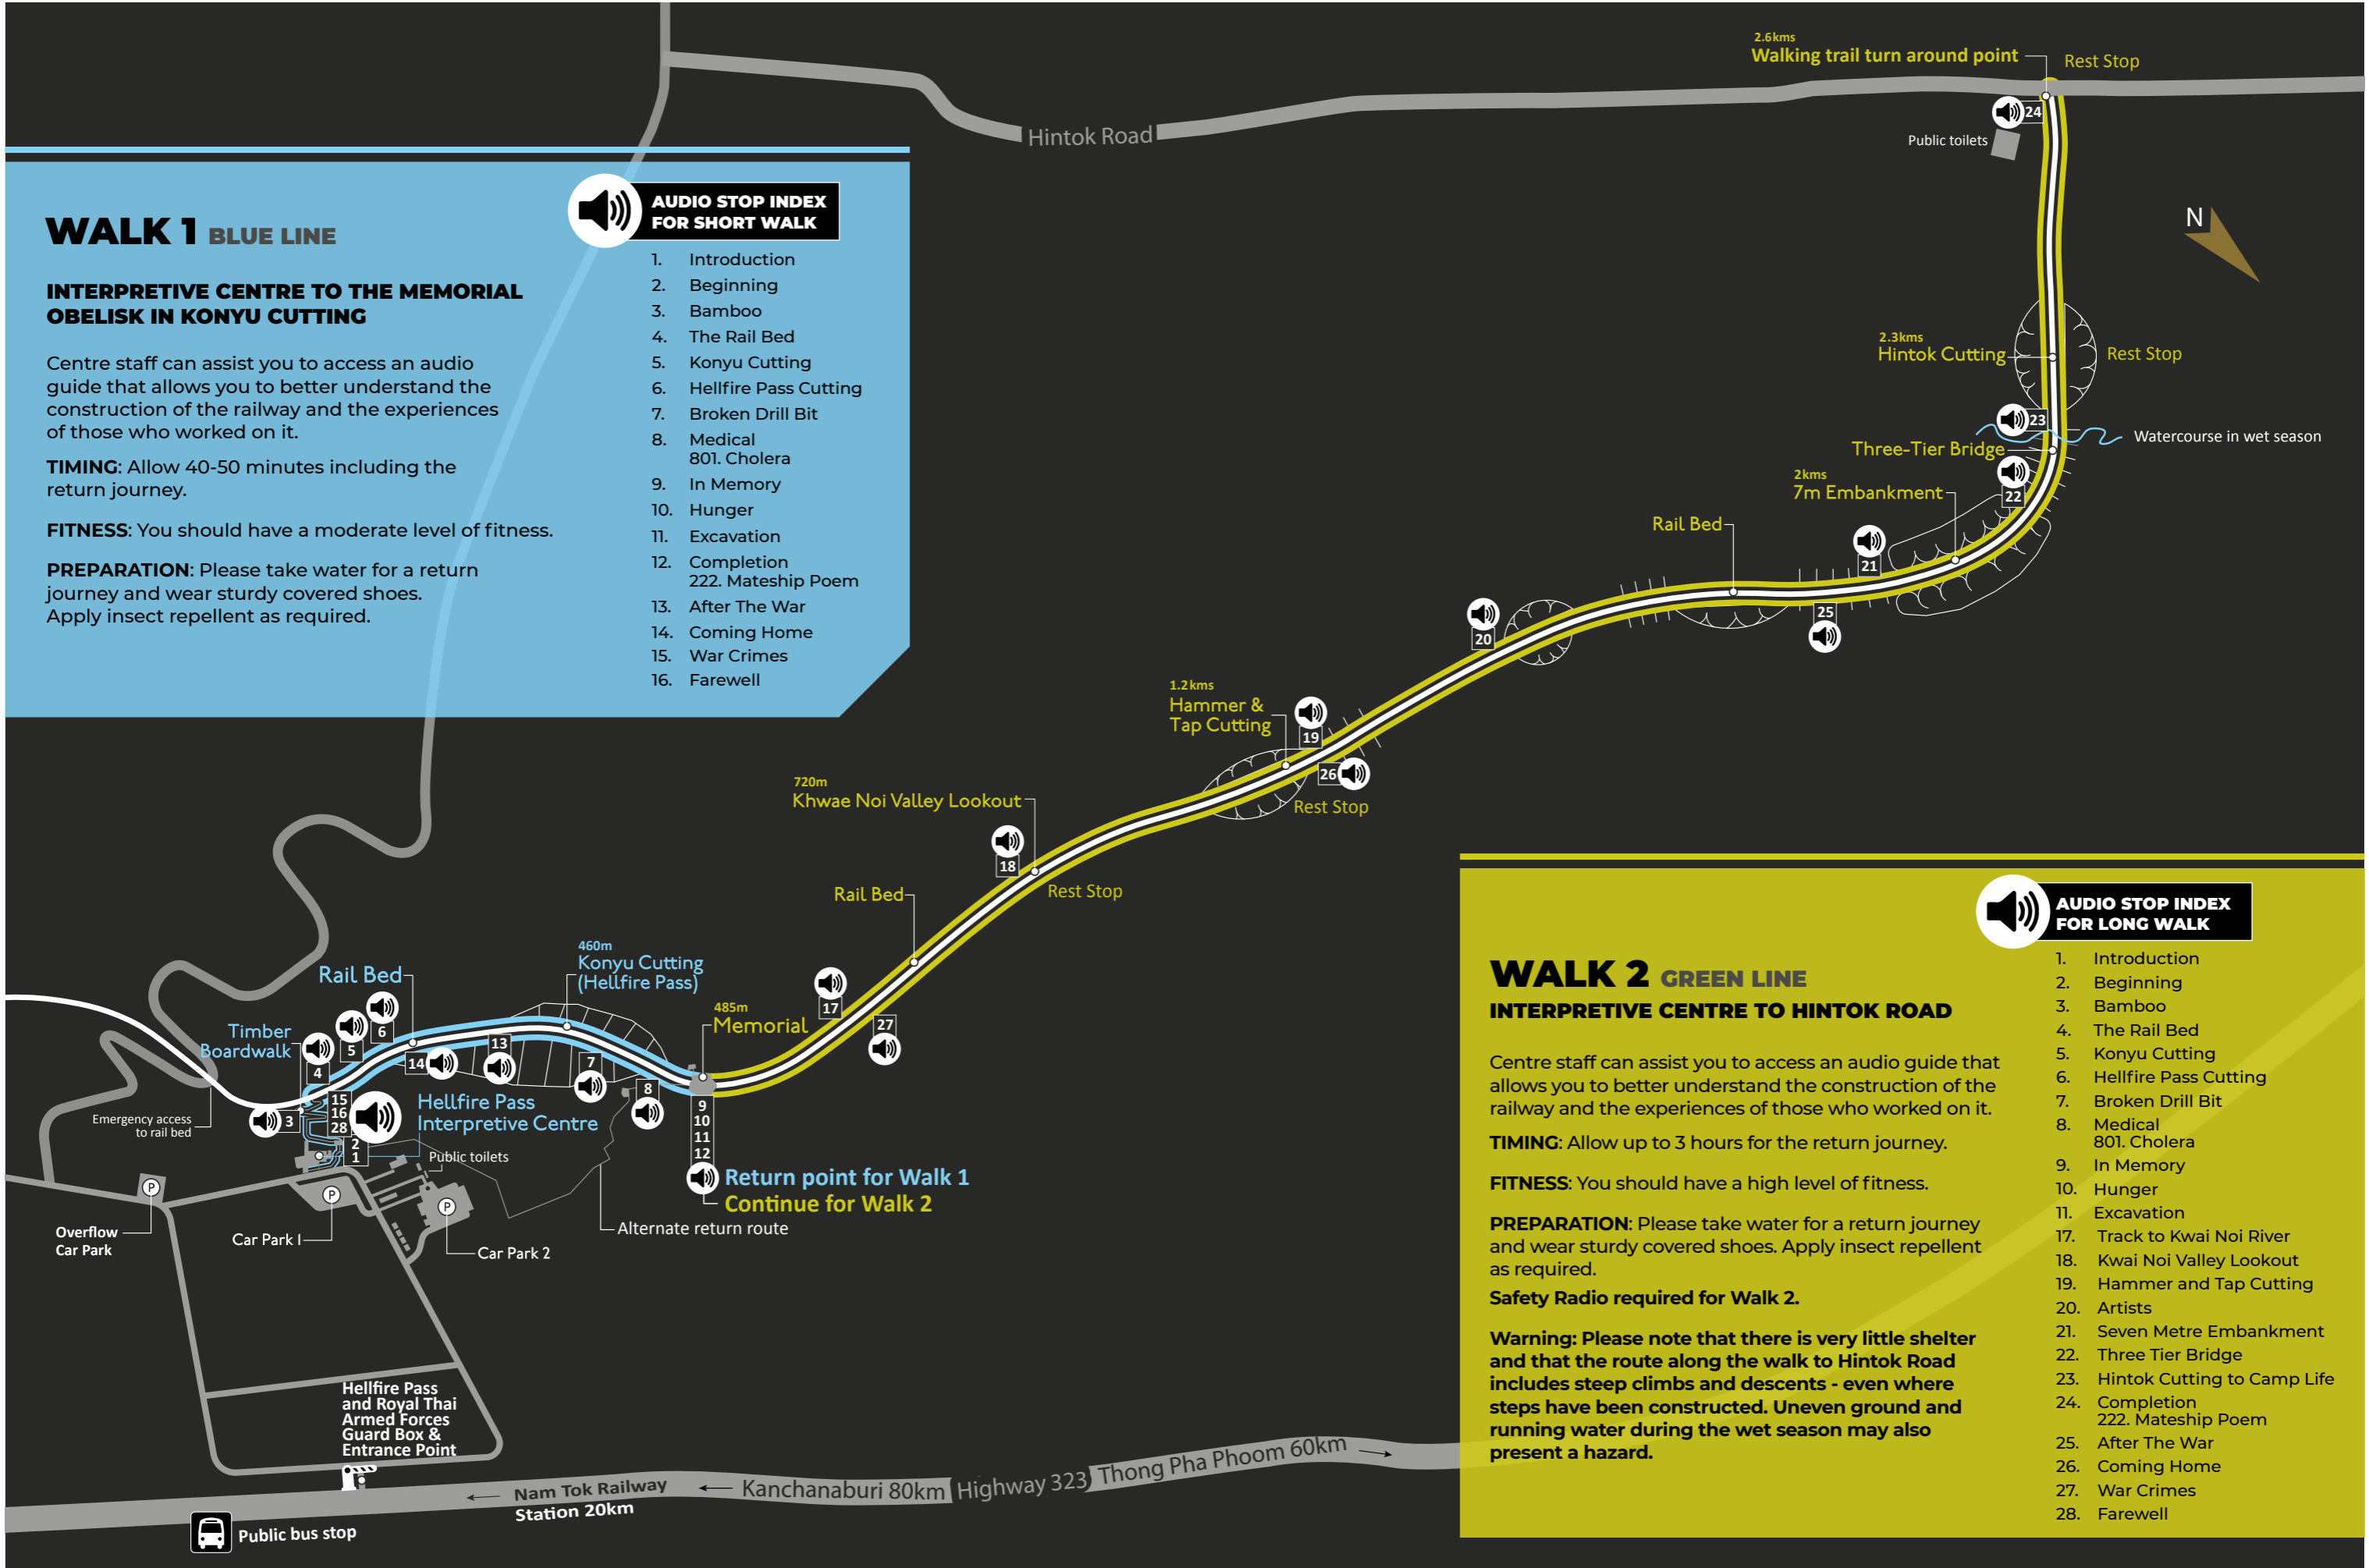 2.6kms
Walking trail turn around point
Rest Stop
24
Public toilets
Hintok Road
N
WALK 1 BLUE LINE
INTERPRETIVE CENTRE TO THE MEMORIAL
OBELISK IN KONYU CUTTING
Centre staff can assist you to access an audio
guide that allows you to better understand the
construction of the railway and the experiences
of those who worked on it.
TIMING: Allow 40-50 minutes including the
return journey.
FITNESS: You should have a moderate level of fitness.
PREPARATION: Please take water for a return
journey and wear sturdy covered shoes.
Apply insect repellent as required.
AUDIO STOP INDEX
FOR SHORT WALK
1. Introduction
2. Beginning
3. Bamboo
4. The Rail Bed
5. Konyu Cutting
6. Hellfire Pass Cutting
7. Broken Drill Bit
8. Medical
801. Cholera
9. In Memory
10. Hunger
11. Excavation
12. Completion
222. Mateship Poem
13. After The War
14. Coming Home
15. War Crimes
16. Farewell
2.3kms
Hintok Cutting
Rest Stop
23
Watercourse in wet season
Three-Tier Bridge
22
2kms
7m Embankment
Rail Bed
21
25
20
1.2kms
Hammer &
Tap Cutting
19
26
Rest Stop
720m
Khwae Noi Valley Lookout
18
Rest Stop
Rail Bed
17
27
460m
Konyu Cutting
(Hellfire Pass)
485m
Memorial
Rail Bed
Timber
Boardwalk
6
5
4
14
13
7
8
3
15
16
28
2
1
Hellfire Pass
Interpretive Centre
Emergency access
to rail bed
Public toilets
9
10
11
12
Return point for Walk 1
Continue for Walk 2
Alternate return route
P
P
P
Overflow
Car Park
Car Park 1
Car Park 2
Hellfire Pass
and Royal Thai
Armed Forces
Guard Box &
Entrance Point
Nam Tok Railway
Station 20km
Kanchanaburi 80km
Highway 323
Thong Pha Phoom 60km
Public bus stop
WALK 2 GREEN LINE
INTERPRETIVE CENTRE TO HINTOK ROAD
Centre staff can assist you to access an audio guide that
allows you to better understand the construction of the
railway and the experiences of those who worked on it.
TIMING: Allow up to 3 hours for the return journey.
FITNESS: You should have a high level of fitness.
PREPARATION: Please take water for a return journey
and wear sturdy covered shoes. Apply insect repellent
as required.
Safety Radio required for Walk 2.
Warning: Please note that there is very little shelter
and that the route along the walk to Hintok Road
includes steep climbs and descents - even where
steps have been constructed. Uneven ground and
running water during the wet season may also
present a hazard.
AUDIO STOP INDEX
FOR LONG WALK
1. Introduction
2. Beginning
3. Bamboo
4. The Rail Bed
5. Konyu Cutting
6. Hellfire Pass Cutting
7. Broken Drill Bit
8. Medical
801. Cholera
9. In Memory
10. Hunger
11. Excavation
17. Track to Kwai Noi River
18. Kwai Noi Valley Lookout
19. Hammer and Tap Cutting
20. Artists
21. Seven Metre Embankment
22. Three Tier Bridge
23. Hintok Cutting to Camp Life
24. Completion
222. Mateship Poem
25. After The War
26. Coming Home
27. War Crimes
28. Farewell